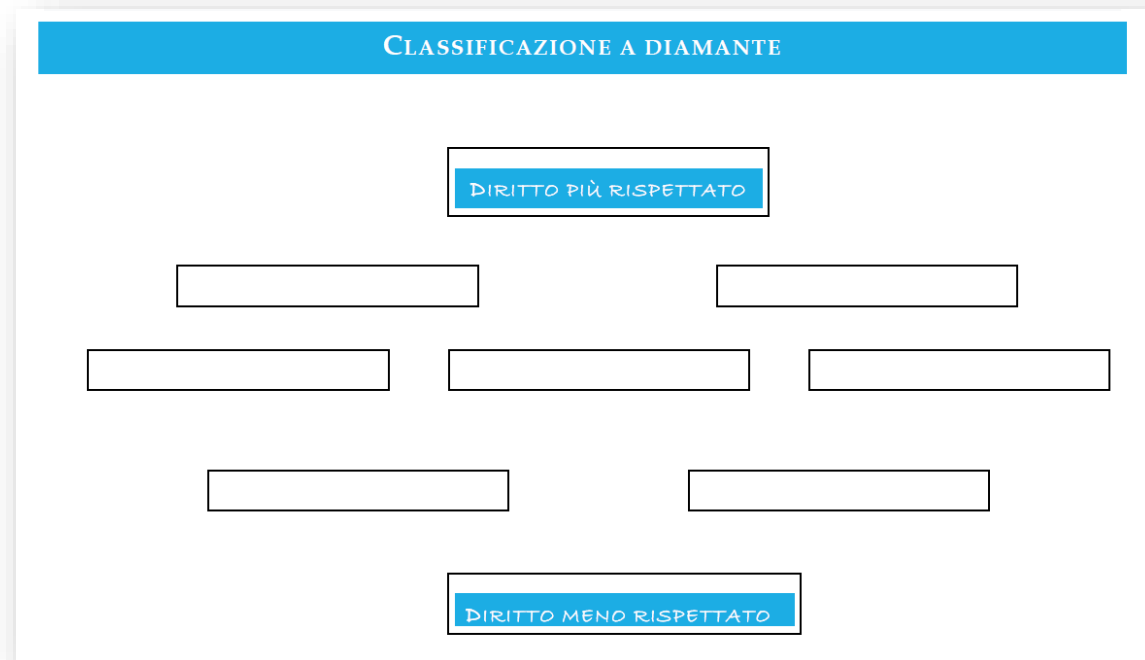 CLASSIFICAZIONE A DIAMANTE
DIRITTO PIÙ RISPETTATO
DIRITTO MENO RISPETTATO